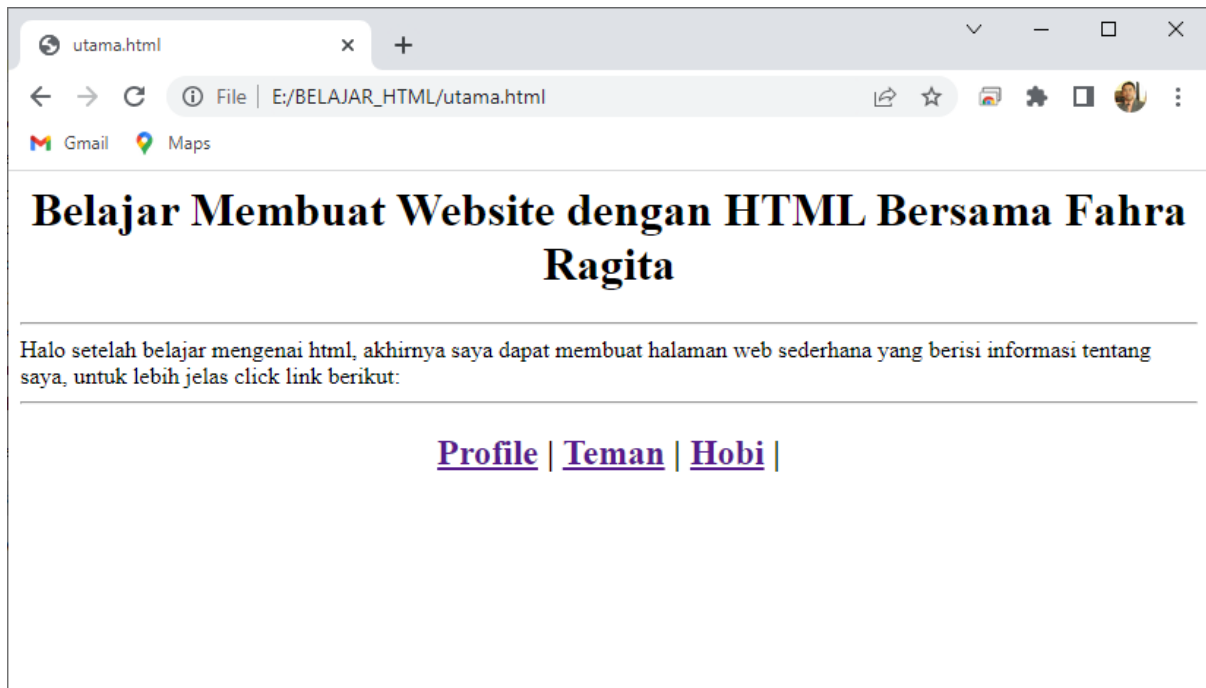 utama.html
File | E:/BELAJAR_HTML/utama.html
Gmail Maps
Belajar Membuat Website dengan HTML Bersama Fahra
Ragita
Halo setelah belajar mengenai html, akhirnya saya dapat membuat halaman web sederhana yang berisi informasi tentang
saya, untuk lebih jelas click link berikut:
Profile | Teman | Hobi |